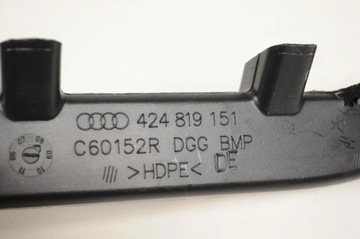 424 819 151
C60152R DGG BMP
>HDPE< DE